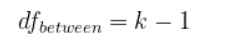 df_{between} = k − 1